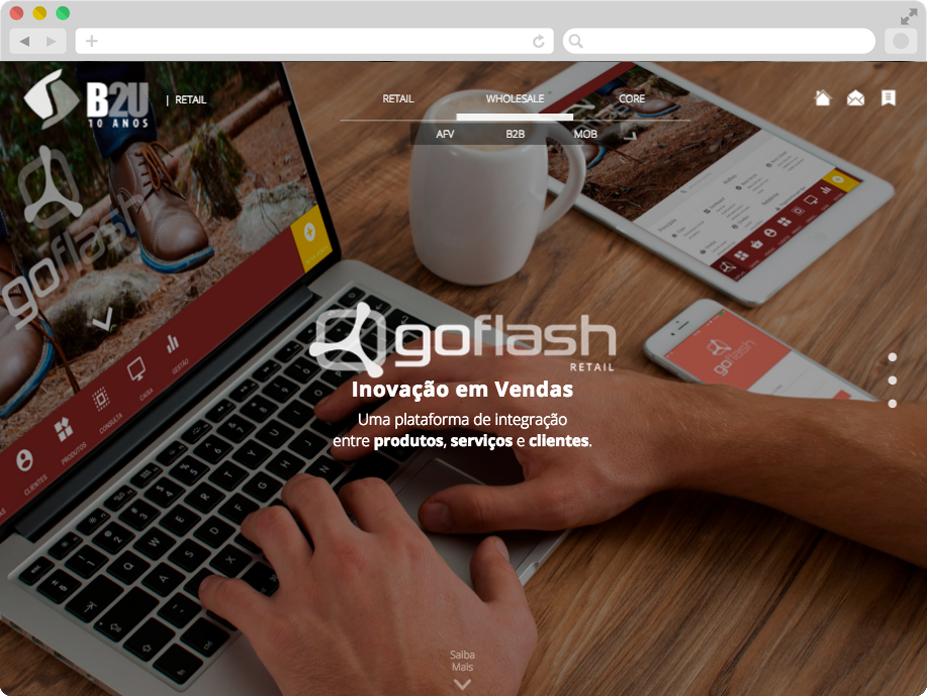 B2U
10 ANOS
| RETAIL
RETAIL
WHOLESALE
CORE
AFV
B2B
MOB
goflash
goflash
goflash
RETAIL
Inovação em Vendas
Uma plataforma de integração
entre produtos, serviços e clientes.
GESTÃO
CAIXA
CONSULTA
PRODUTOS
CLIENTES
Saiba
Mais